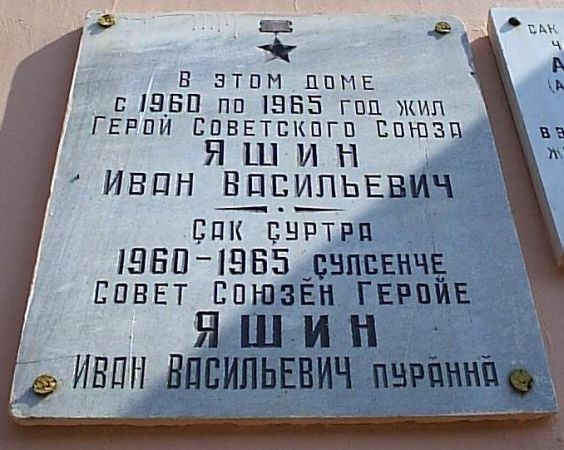 В ЭТОМ ДОМЕ
С 1960 ПО 1965 ГОД ЖИЛ
ГЕРОЙ СОВЕТСКОГО СОЮЗА
ЯШИН
ИВАН ВАСИЛЬЕВИЧ
ҪАК ҪУРТРА
1960-1965 ҪУЛСЕНЧЕ
СОВЕТ СОЮЗӖН ГЕРОЙЕ
ЯШИН
ИВАН ВАСИЛЬЕВИЧ ПУРӐННӐ